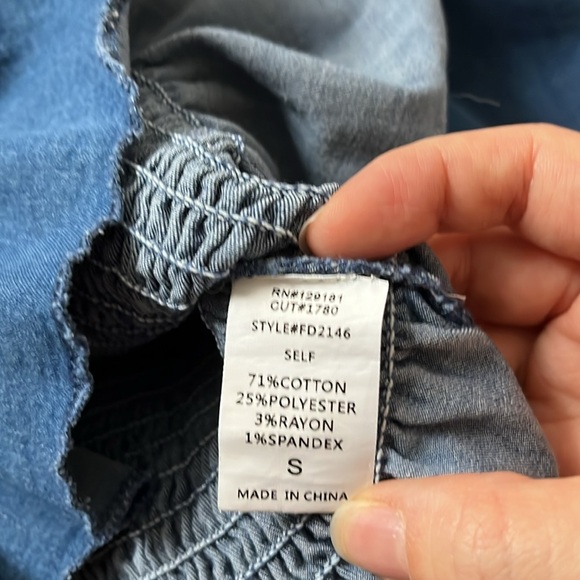 RN#129181
CUT#1780
STYLE#FD2146
SELF
71%COTTON
25%POLYESTER
3%RAYON
1%SPANDEX
S
MADE IN CHINA